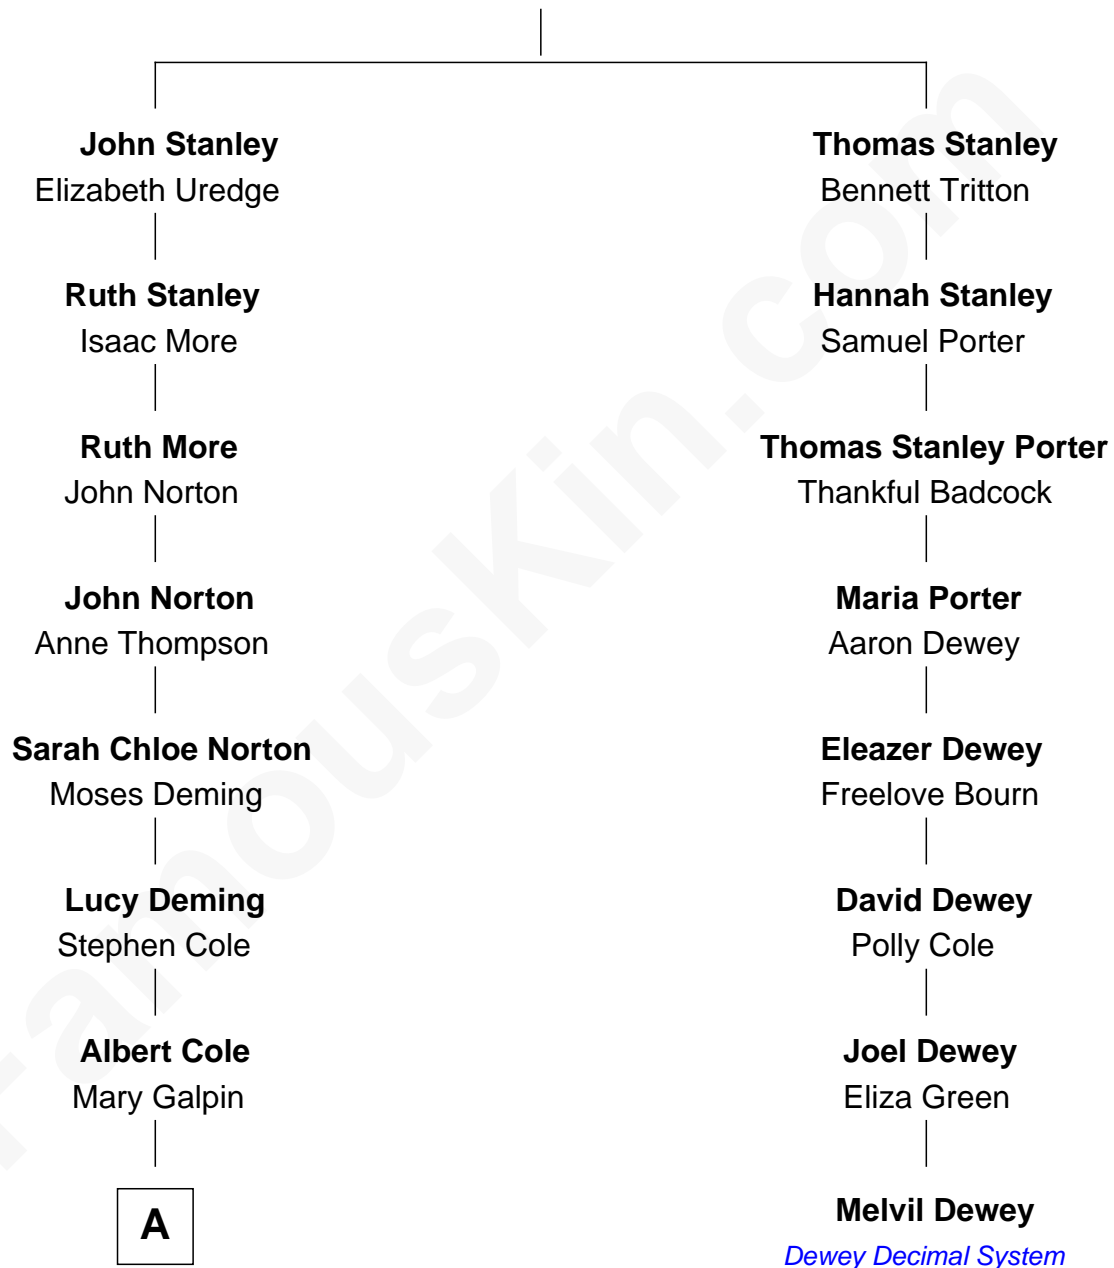 John Stanley
Elizabeth Uredge
Thomas Stanley
Bennett Tritton
Ruth Stanley
Isaac More
Hannah Stanley
Samuel Porter
Ruth More
John Norton
Thomas Stanley Porter
Thankful Badcock
John Norton
Anne Thompson
Maria Porter
Aaron Dewey
Sarah Chloe Norton
Moses Deming
Eleazer Dewey
Freelove Bourn
Lucy Deming
Stephen Cole
David Dewey
Polly Cole
Albert Cole
Mary Galpin
Joel Dewey
Eliza Green
A
Melvil Dewey
Dewey Decimal System
FamousKin.com